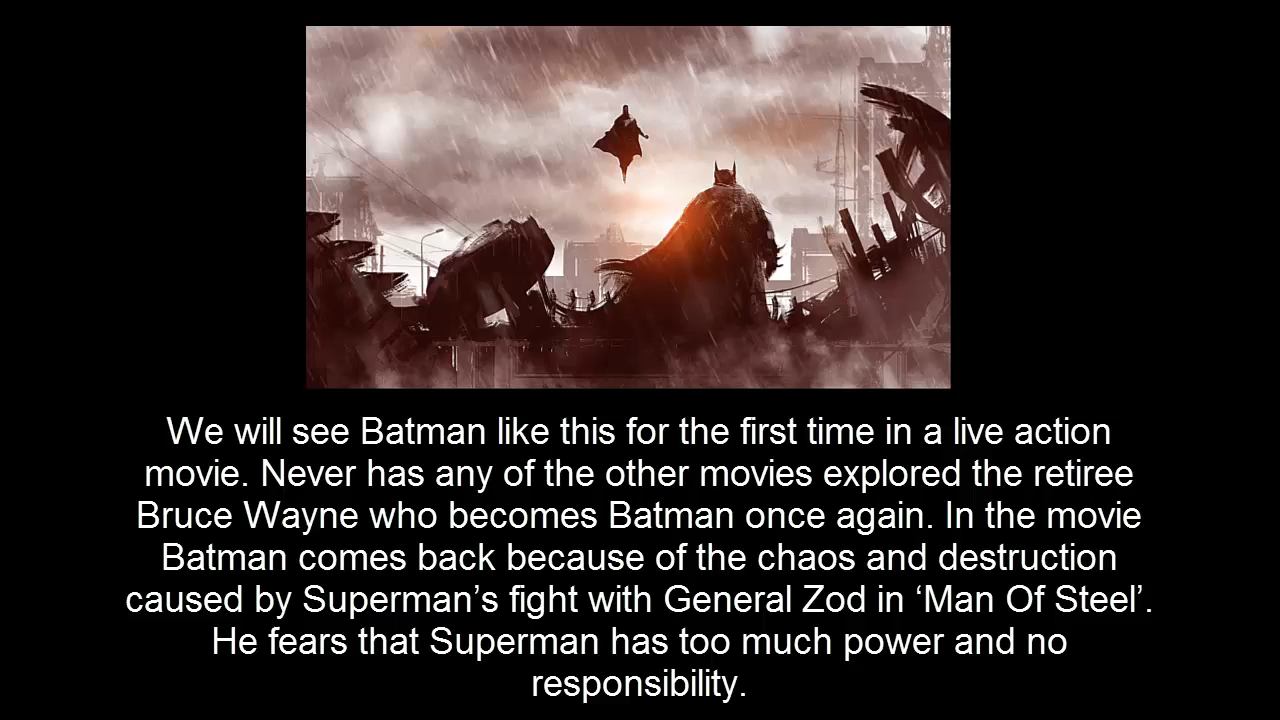 We will see Batman like this for the first time in a live action
movie. Never has any of the other movies explored the retiree
Bruce Wayne who becomes Batman once again. In the movie
Batman comes back because of the chaos and destruction
caused by Superman’s fight with General Zod in ‘Man Of Steel’.
He fears that Superman has too much power and no
responsibility.